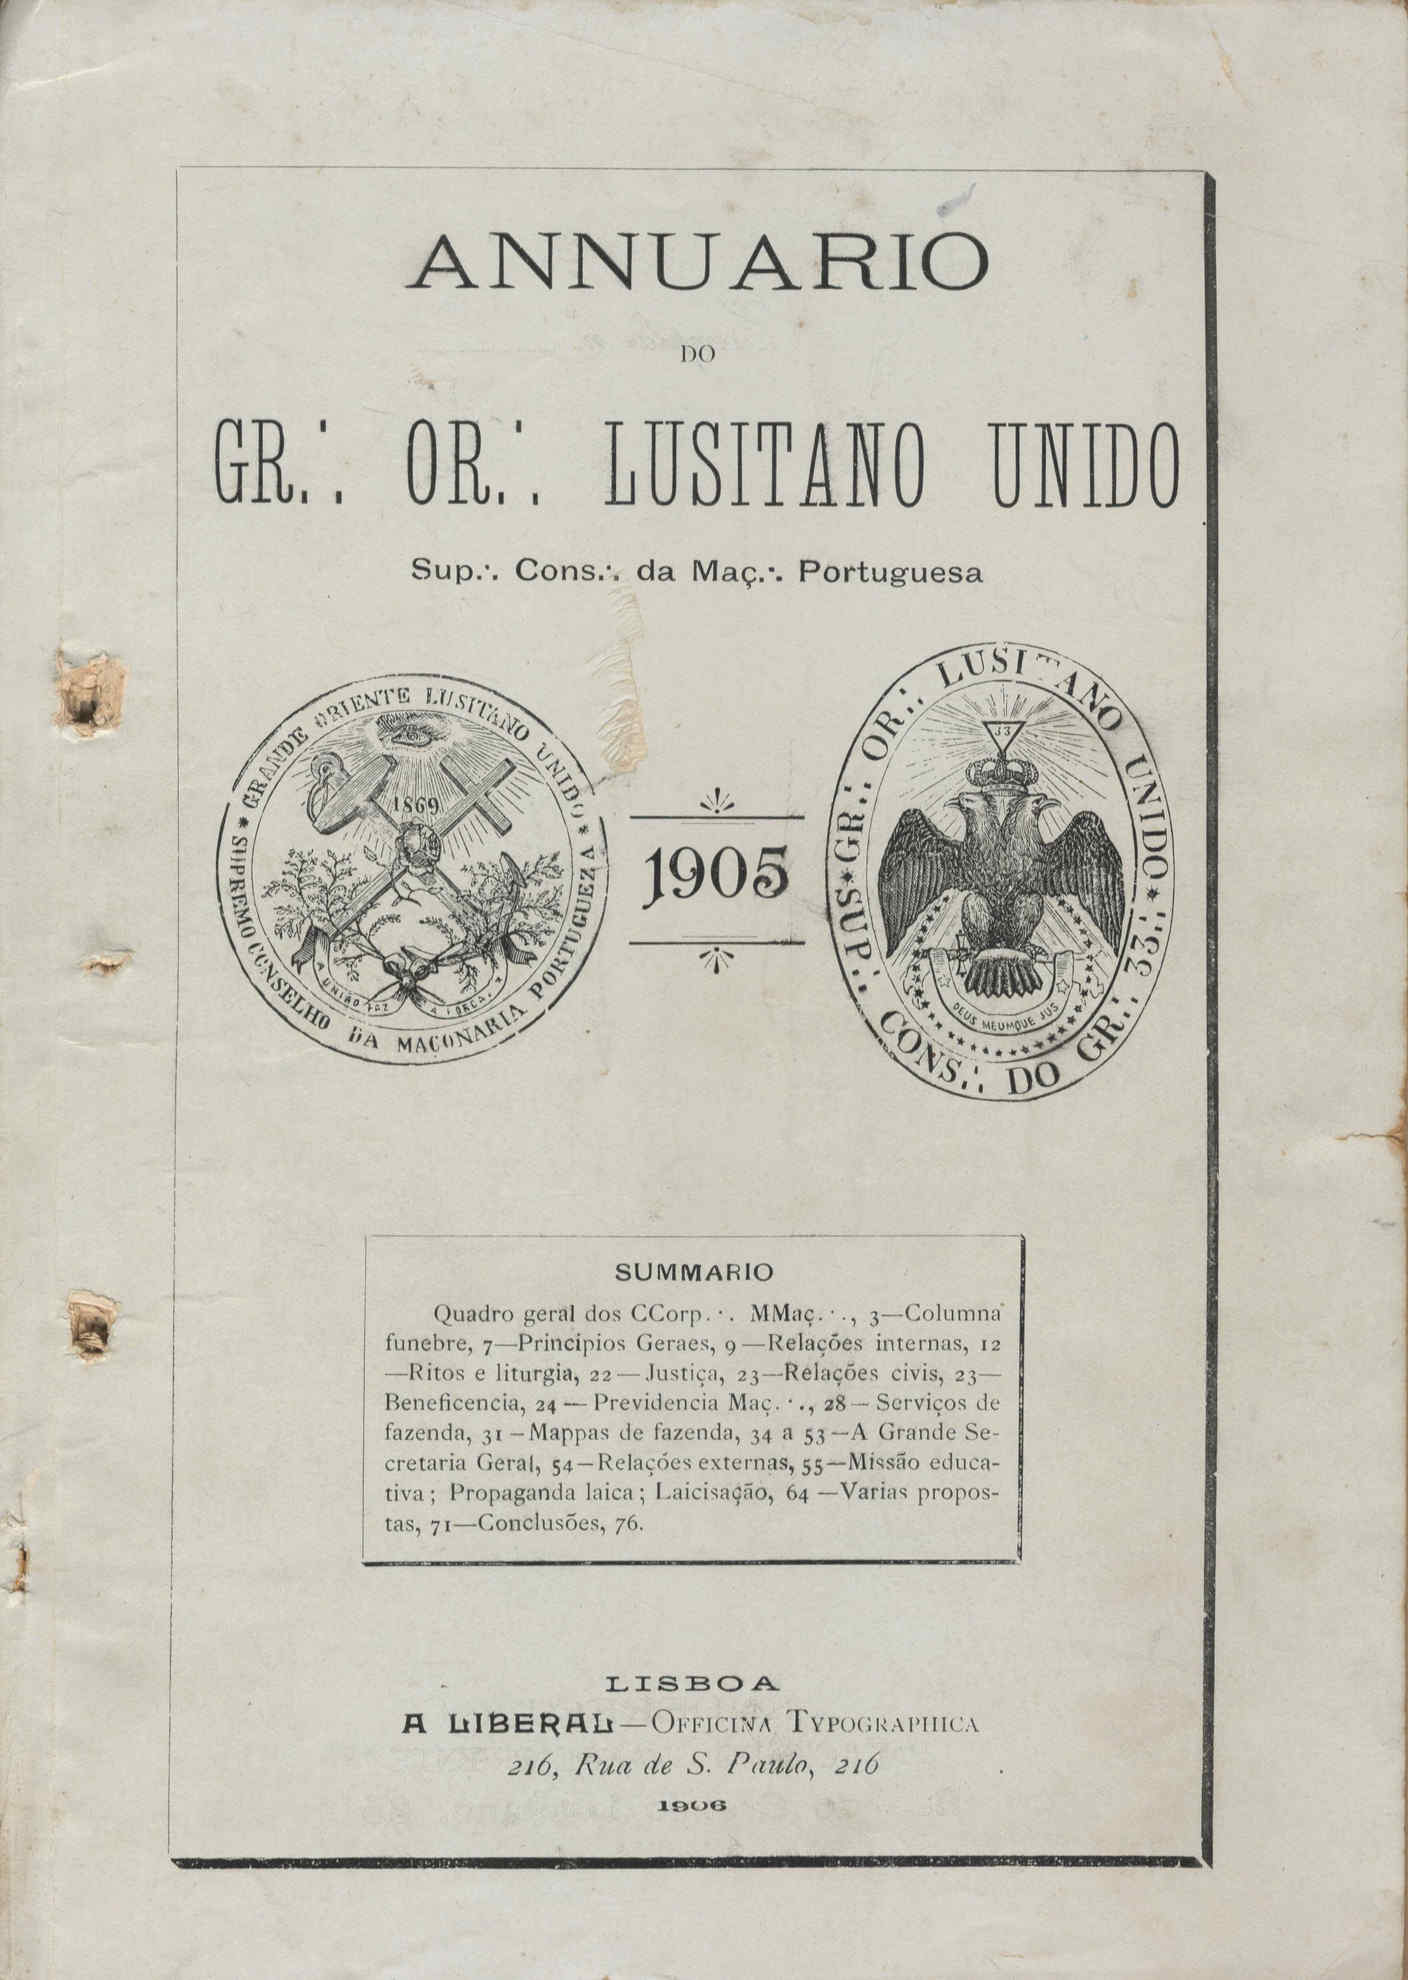 ANNUARIO
DO
GR∴ OR∴ LUSITANO UNIDO
Sup∴ Cons∴ da Maç∴ Portuguesa
GRANDE ORIENTE LUSITANO UNIDO * SUPREMO CONSELHO DA MAÇONARIA PORTUGUEZA *
1869
A UNIÃO FAZ A FORÇA
1905
GR∴ OR∴ LUSITANO UNIDO * SUP∴ CONS∴ DO GR∴ 33∴ *
33
DEUS MEUMQUE JUS
SUMMARIO
Quadro geral dos CCorp∴ MMaç∴, 3—Columna
funebre, 7—Principios Geraes, 9—Relações internas, 12
—Ritos e liturgia, 22—Justiça, 23—Relações civis, 23—
Beneficencia, 24—Previdencia Maç∴, 28—Serviços de
fazenda, 31—Mappas de fazenda, 34 a 53—A Grande Se-
cretaria Geral, 54—Relações externas, 55—Missão educa-
tiva; Propaganda laica; Laicisação, 64—Varias propos-
tas, 71—Conclusões, 76.
LISBOA
A LIBERAL—OFFICINA TYPOGRAPHICA
216, Rua de S. Paulo, 216
1906